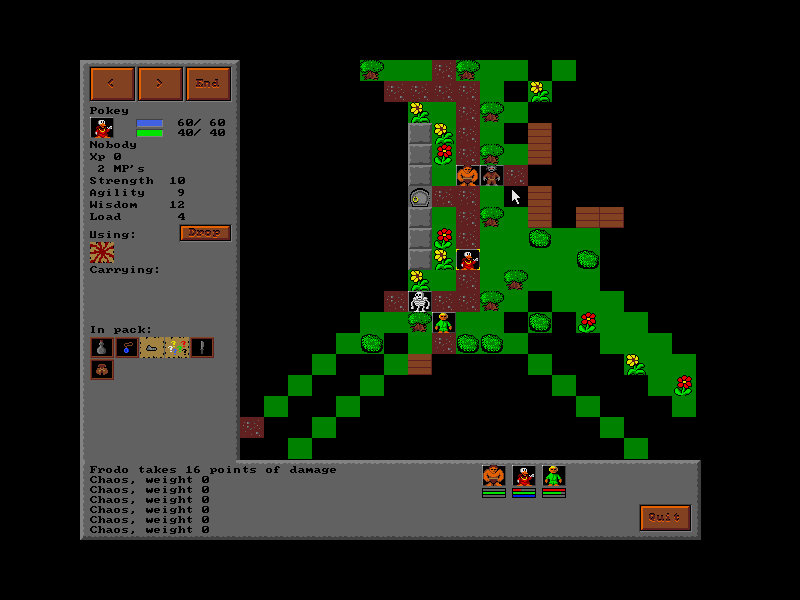 < > End
Pokey
60/ 60
40/ 40
Nobody
Xp 0
2 MP's
Strength 10
Agility 9
Wisdom 12
Load 4
Using: Drop
Carrying:
In pack:
Frodo takes 16 points of damage
Chaos, weight 0
Chaos, weight 0
Chaos, weight 0
Chaos, weight 0
Chaos, weight 0
Chaos, weight 0
Quit